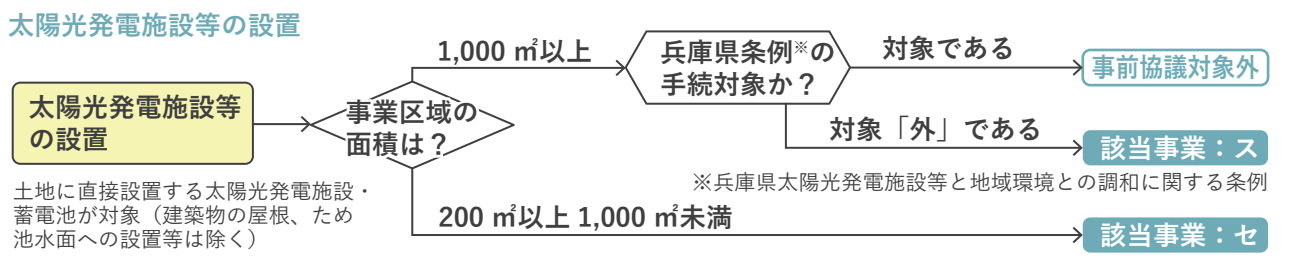 太陽光発電施設等の設置
太陽光発電施設等
の設置
土地に直接設置する太陽光発電施設・
蓄電池が対象（建築物の屋根、ため
池水面への設置等は除く）
事業区域の
面積は？
1,000 ㎡以上
兵庫県条例※の
手続対象か？
対象である
事前協議対象外
対象「外」である
該当事業：ス
※兵庫県太陽光発電施設等と地域環境との調和に関する条例
200 ㎡以上 1,000 ㎡未満
該当事業：セ